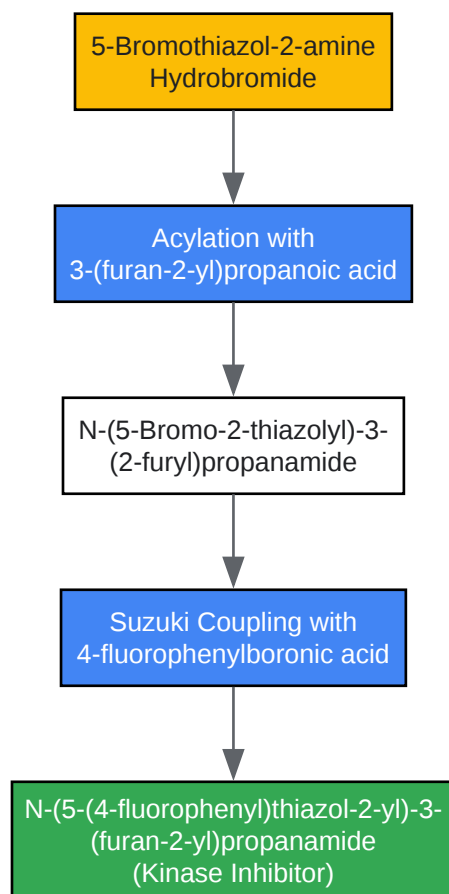 5-Bromothiazol-2-amine
Hydrobromide
Acylation with
3-(furan-2-yl)propanoic acid
N-(5-Bromo-2-thiazolyl)-3-
(2-furyl)propanamide
Suzuki Coupling with
4-fluorophenylboronic acid
N-(5-(4-fluorophenyl)thiazol-2-yl)-3-
(furan-2-yl)propanamide
(Kinase Inhibitor)